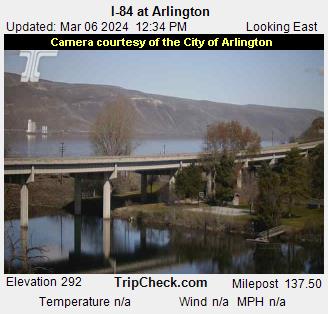 I-84 at Arlington
Updated: Mar 06 2024 12:34 PM Looking East
Camera courtesy of the City of Arlington
Elevation 292 TripCheck.com Milepost 137.50
Temperature n/a Wind n/a MPH n/a